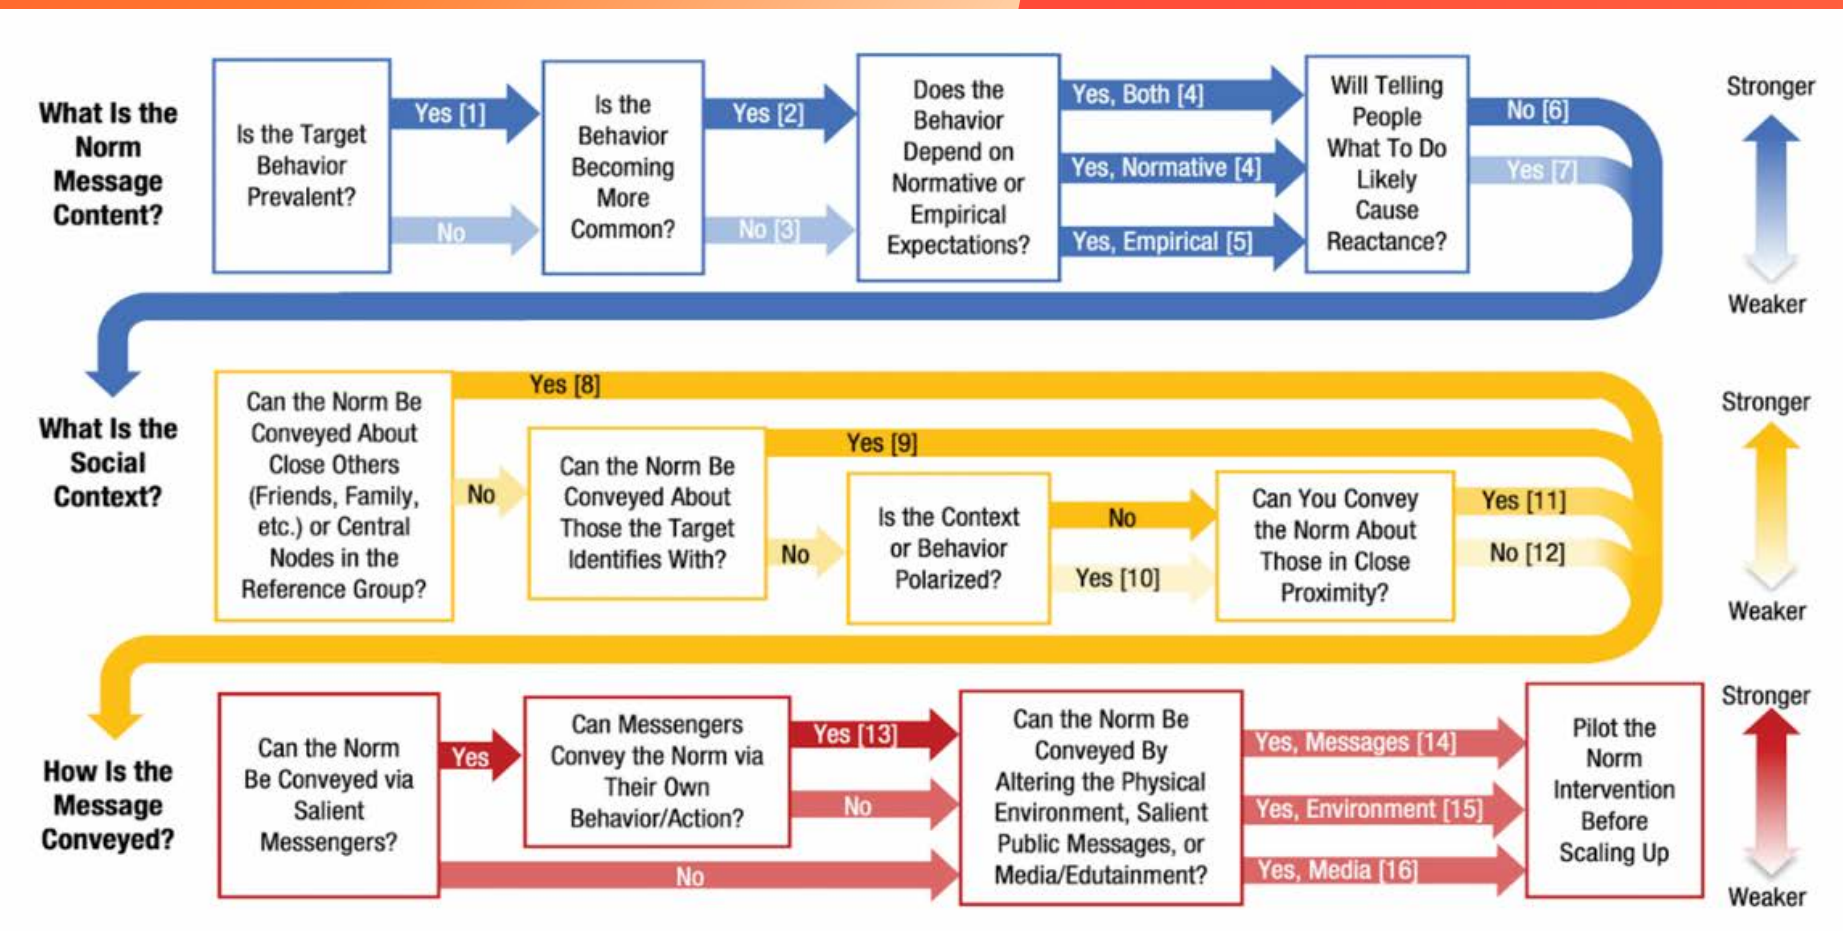 What Is the
Norm
Message
Content?
Is the Target
Behavior
Prevalent?
Yes [1]
No
Is the
Behavior
Becoming
More
Common?
Yes [2]
No [3]
Does the
Behavior
Depend on
Normative or
Empirical
Expectations?
Yes, Both [4]
Yes, Normative [4]
Yes, Empirical [5]
Will Telling
People
What To Do
Likely
Cause
Reactance?
No [6]
Yes [7]
Stronger
Weaker
What Is the
Social
Context?
Can the Norm Be
Conveyed About
Close Others
(Friends, Family,
etc.) or Central
Nodes in the
Reference Group?
Yes [8]
No
Can the Norm Be
Conveyed About
Those the Target
Identifies With?
Yes [9]
No
Is the Context
or Behavior
Polarized?
No
Yes [10]
Can You Convey
the Norm About
Those in Close
Proximity?
Yes [11]
No [12]
Stronger
Weaker
How Is the
Message
Conveyed?
Can the Norm
Be Conveyed via
Salient
Messengers?
Yes
No
Can Messengers
Convey the Norm via
Their Own
Behavior/Action?
Yes [13]
No
Can the Norm Be
Conveyed By
Altering the Physical
Environment, Salient
Public Messages, or
Media/Edutainment?
Yes, Messages [14]
Yes, Environment [15]
Yes, Media [16]
Pilot the
Norm
Intervention
Before
Scaling Up
Stronger
Weaker